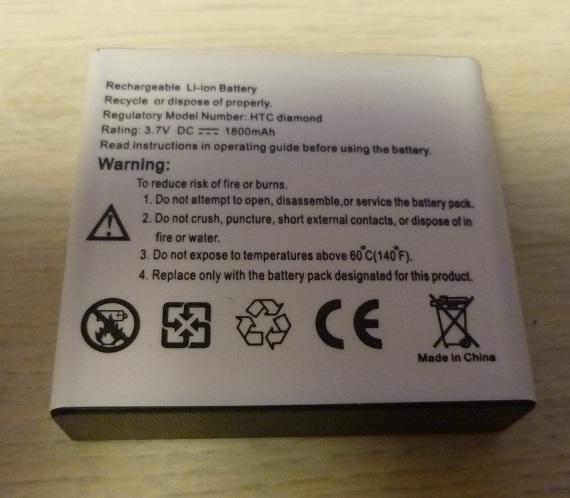 Rechargeable Li-ion Battery
Recycle or dispose of properly.
Regulatory Model Number: HTC diamond
Rating: 3.7V DC ⎓ 1800mAh
Read instructions in operating guide before using the battery.
Warning:
To reduce risk of fire or burns.
1. Do not attempt to open, disassemble,or service the battery pack.
2. Do not crush, puncture, short external contacts, or dispose of in
fire or water.
3. Do not expose to temperatures above 60°C(140°F).
4. Replace only with the battery pack designated for this product.
CE
Made in China